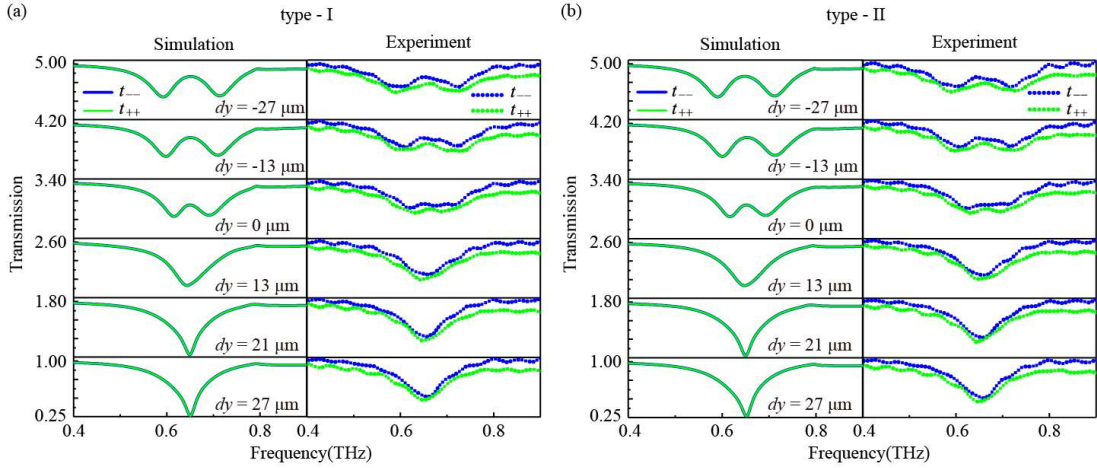 (a)
type - I
Simulation
Experiment
Transmission
5.00
4.20
3.40
2.60
1.80
1.00
0.25
t₋₋
t₊₊
t₋₋
t₊₊
dy = -27 μm
dy = -13 μm
dy = 0 μm
dy = 13 μm
dy = 21 μm
dy = 27 μm
0.4
0.6
0.8
0.4
0.6
0.8
Frequency(THz)
(b)
type - II
Simulation
Experiment
Transmission
5.00
4.20
3.40
2.60
1.80
1.00
0.25
t₋₋
t₊₊
t₋₋
t₊₊
dy = -27 μm
dy = -13 μm
dy = 0 μm
dy = 13 μm
dy = 21 μm
dy = 27 μm
0.4
0.6
0.8
0.4
0.6
0.8
Frequency(THz)